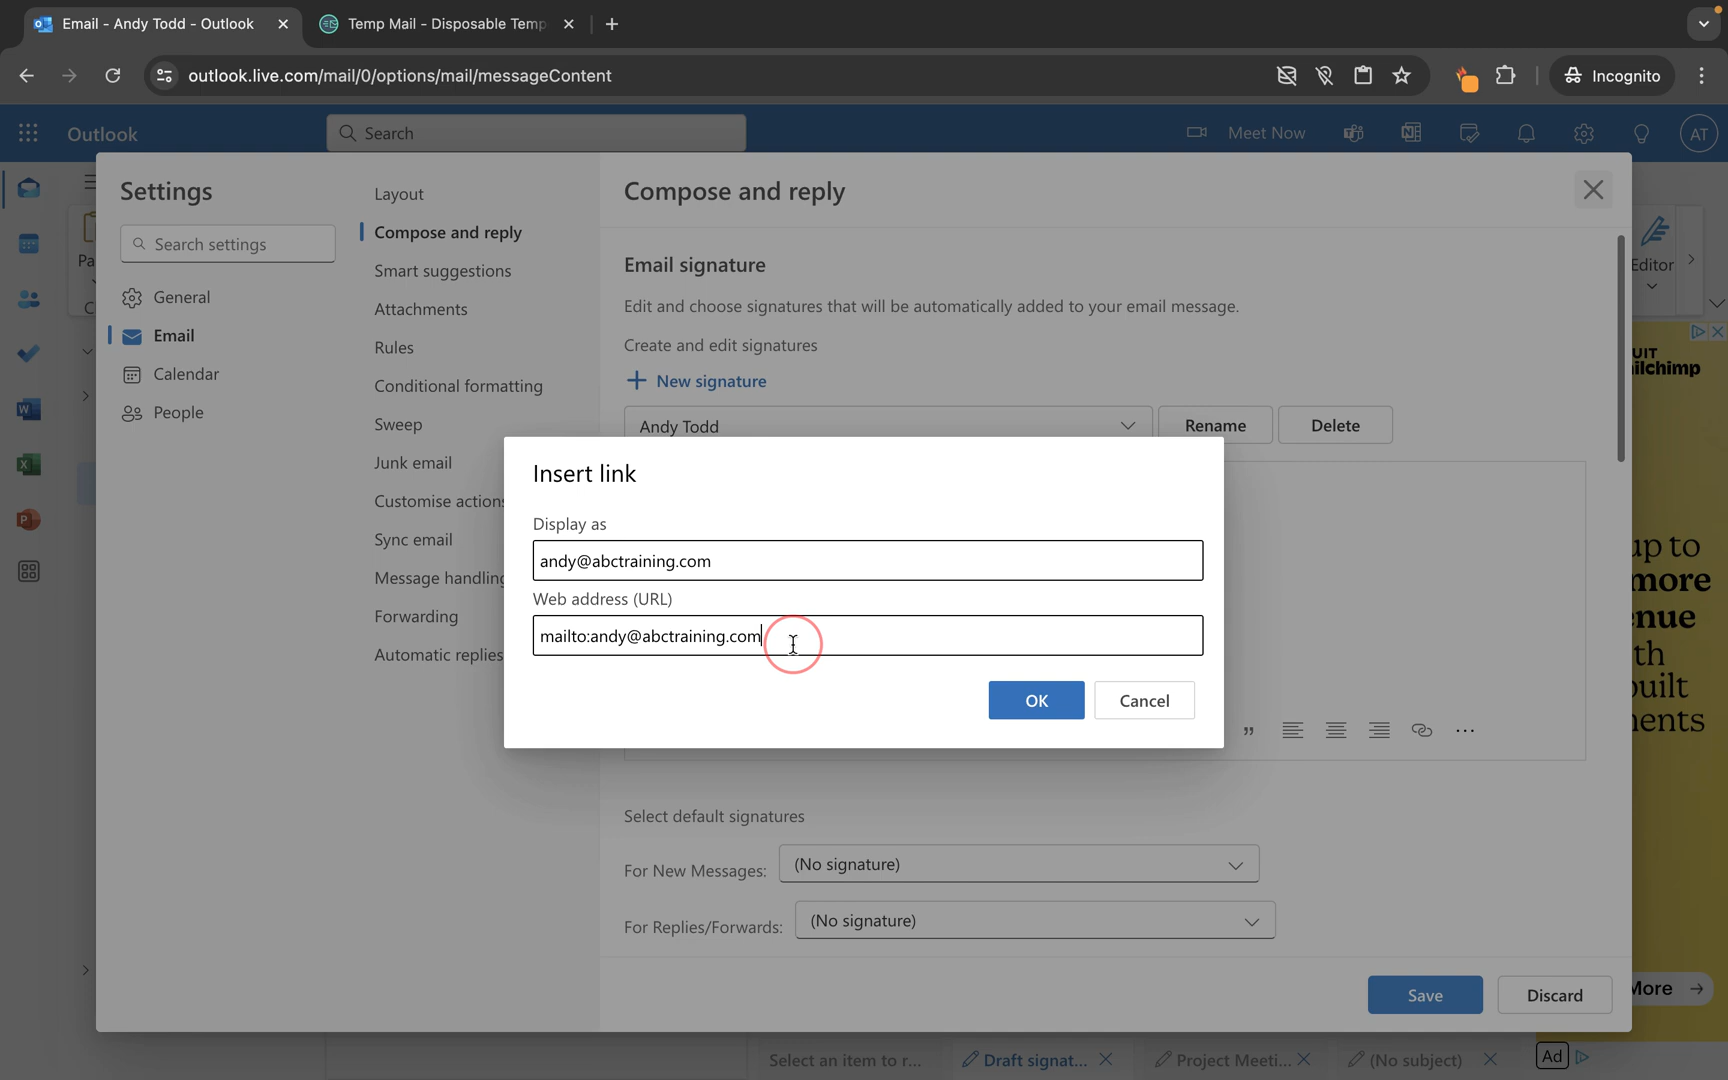 Email - Andy Todd - Outlook
Temp Mail - Disposable Temp
outlook.live.com/mail/0/options/mail/messageContent
Incognito
Outlook
Search
Meet Now
AT
Settings
Search settings
General
Email
Calendar
People
Layout
Compose and reply
Smart suggestions
Attachments
Rules
Conditional formatting
Sweep
Junk email
Customise actions
Sync email
Message handling
Forwarding
Automatic replies
Compose and reply
Email signature
Edit and choose signatures that will be automatically added to your email message.
Create and edit signatures
New signature
Andy Todd
Rename
Delete
Insert link
Display as
andy@abctraining.com
Web address (URL)
mailto:andy@abctraining.com
OK
Cancel
Select default signatures
For New Messages:
(No signature)
For Replies/Forwards:
(No signature)
Save
Discard
Editor
up to
more
More
Select an item to r...
Draft signat...
Project Meeti...
(No subject)
Ad